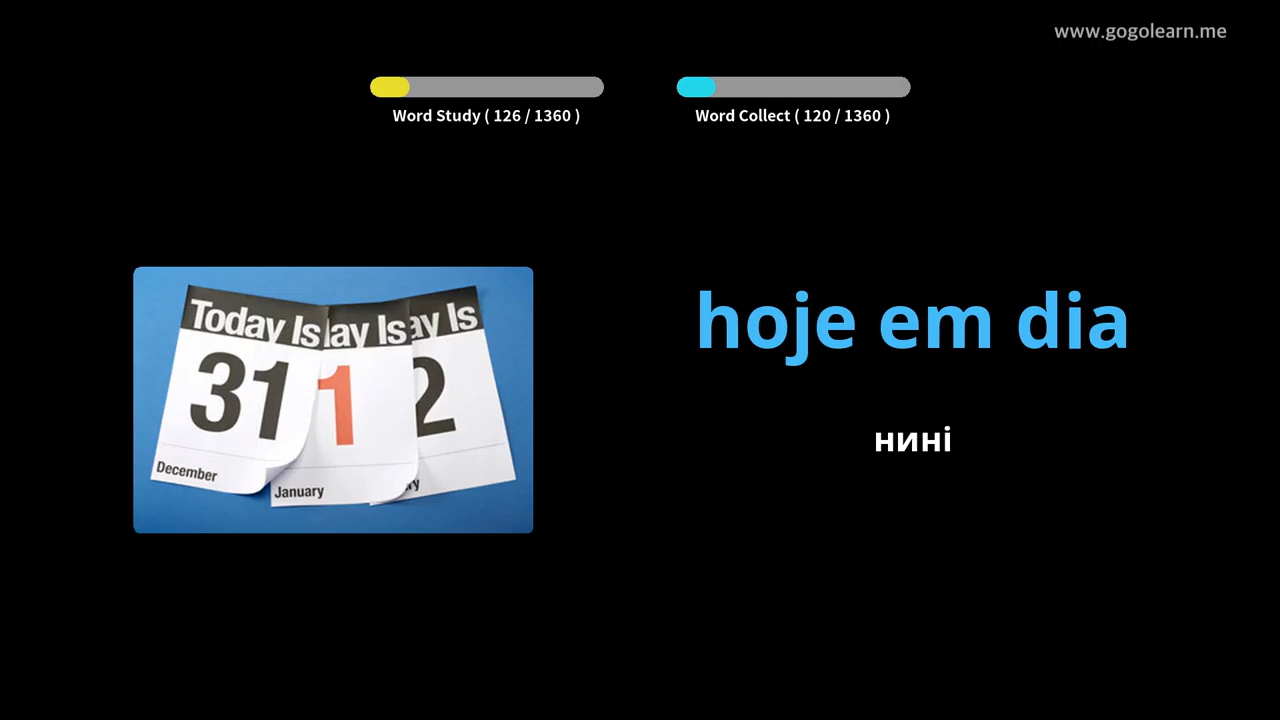 www.gogolearn.me
Word Study ( 126 / 1360 )
Word Collect ( 120 / 1360 )
Today Is
31
December
ay Is
1
January
ay Is
2
ry
hoje em dia
нині